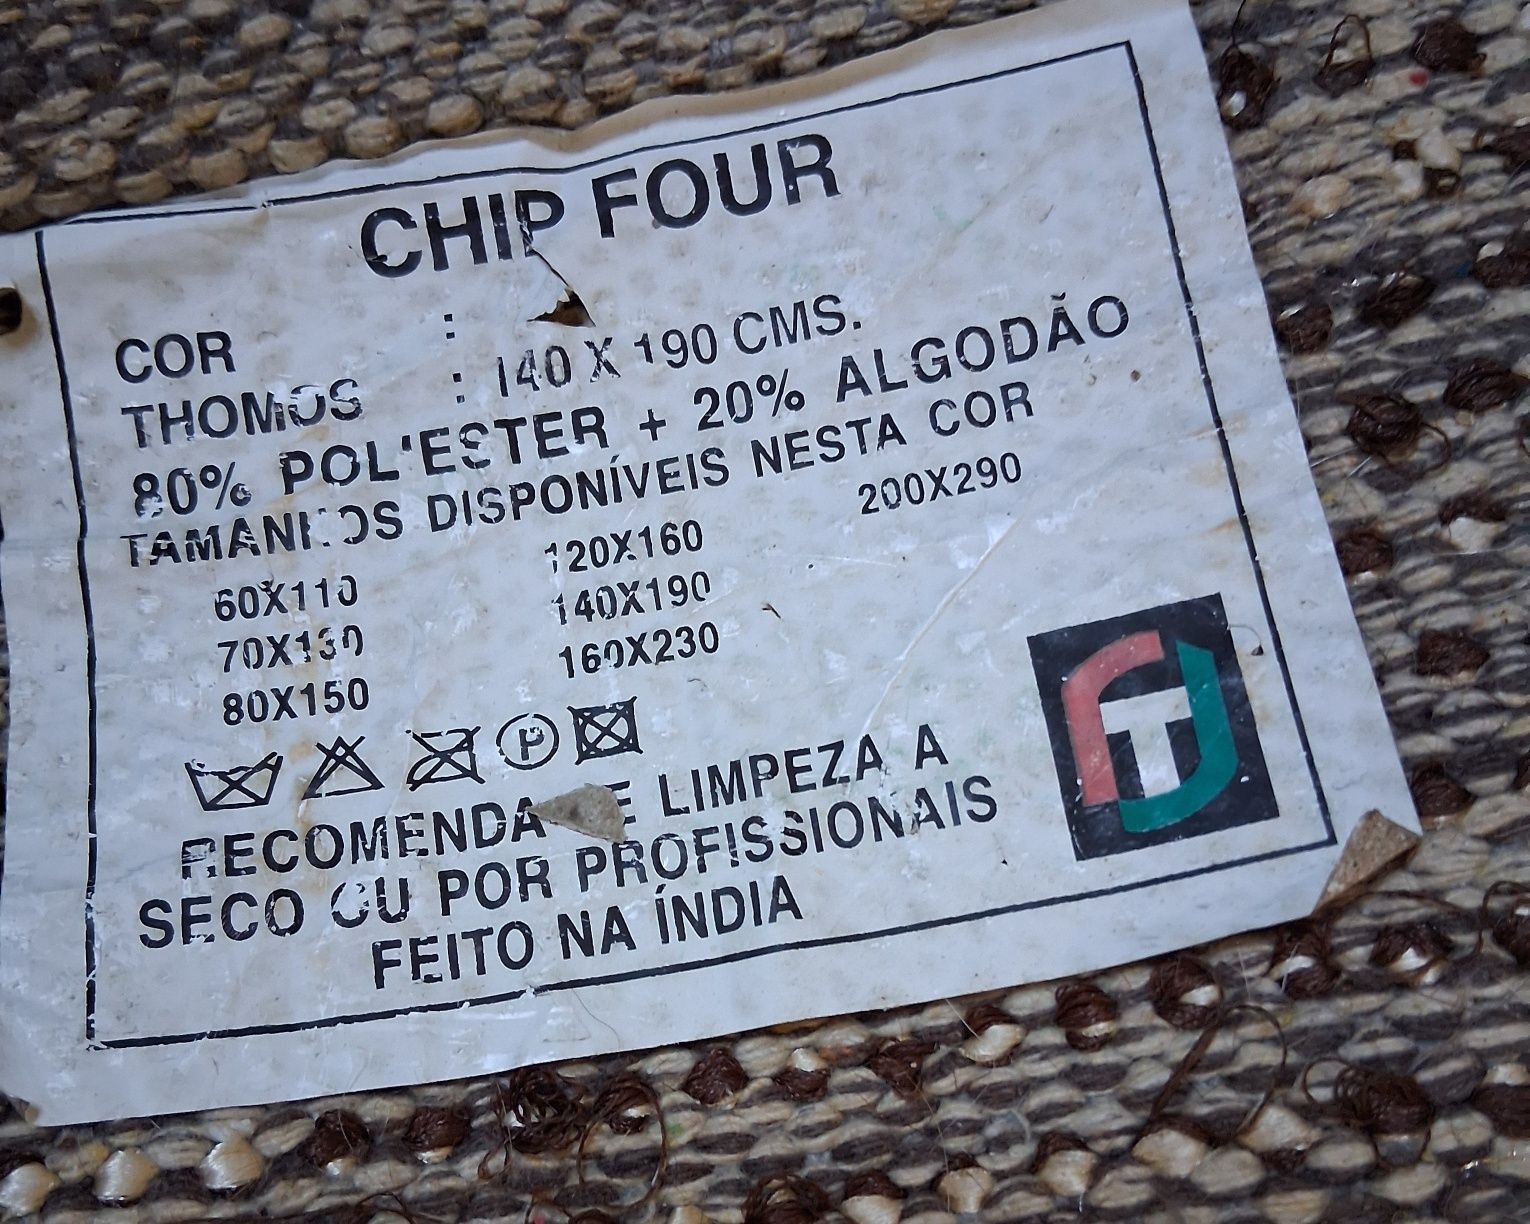 CHIP FOUR
COR :
THOMOS : 140 X 190 CMS.
80% POL'ESTER + 20% ALGODÃO
TAMANHOS DISPONÍVEIS NESTA COR
60X110 120X160 200X290
70X130 140X190
80X150 160X230
P
RECOMENDA E LIMPEZA A
SECO OU POR PROFISSIONAIS
FEITO NA ÍNDIA
T